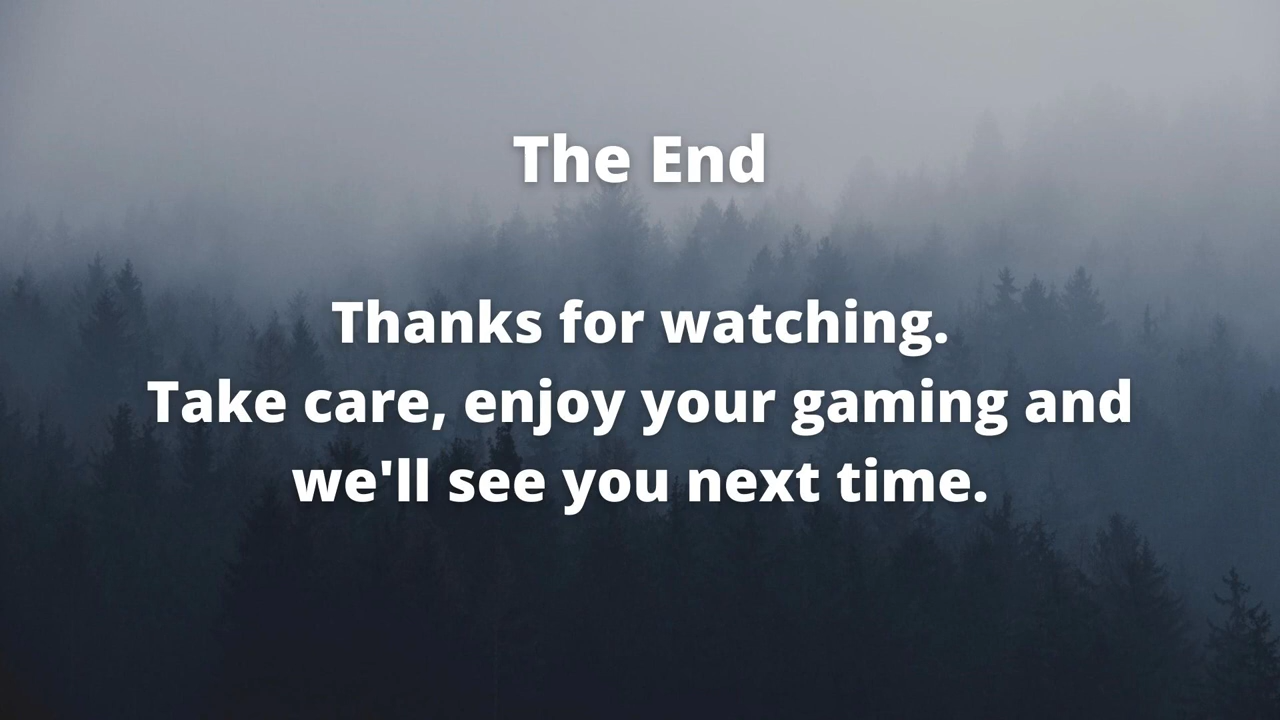 The End
Thanks for watching.
Take care, enjoy your gaming and
we'll see you next time.